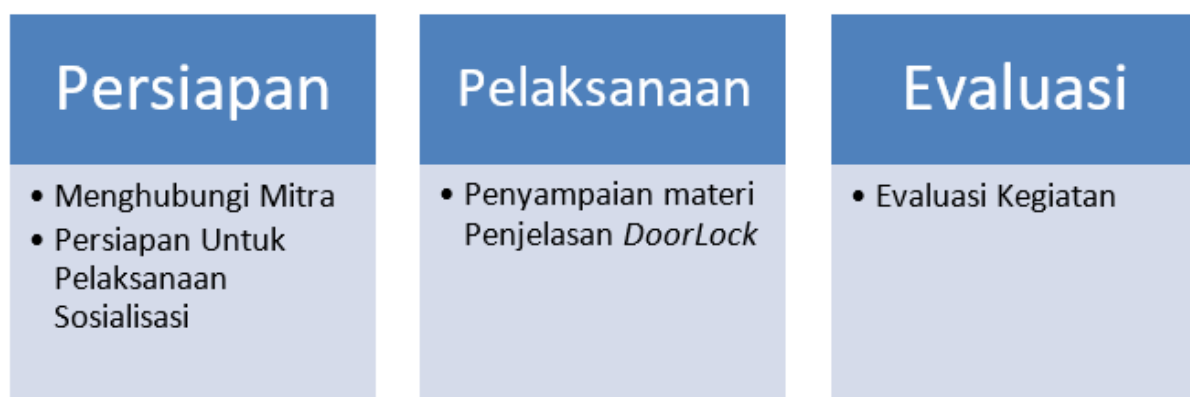 Persiapan
• Menghubungi Mitra
• Persiapan Untuk
Pelaksanaan
Sosialisasi
Pelaksanaan
• Penyampaian materi
Penjelasan DoorLock
Evaluasi
• Evaluasi Kegiatan